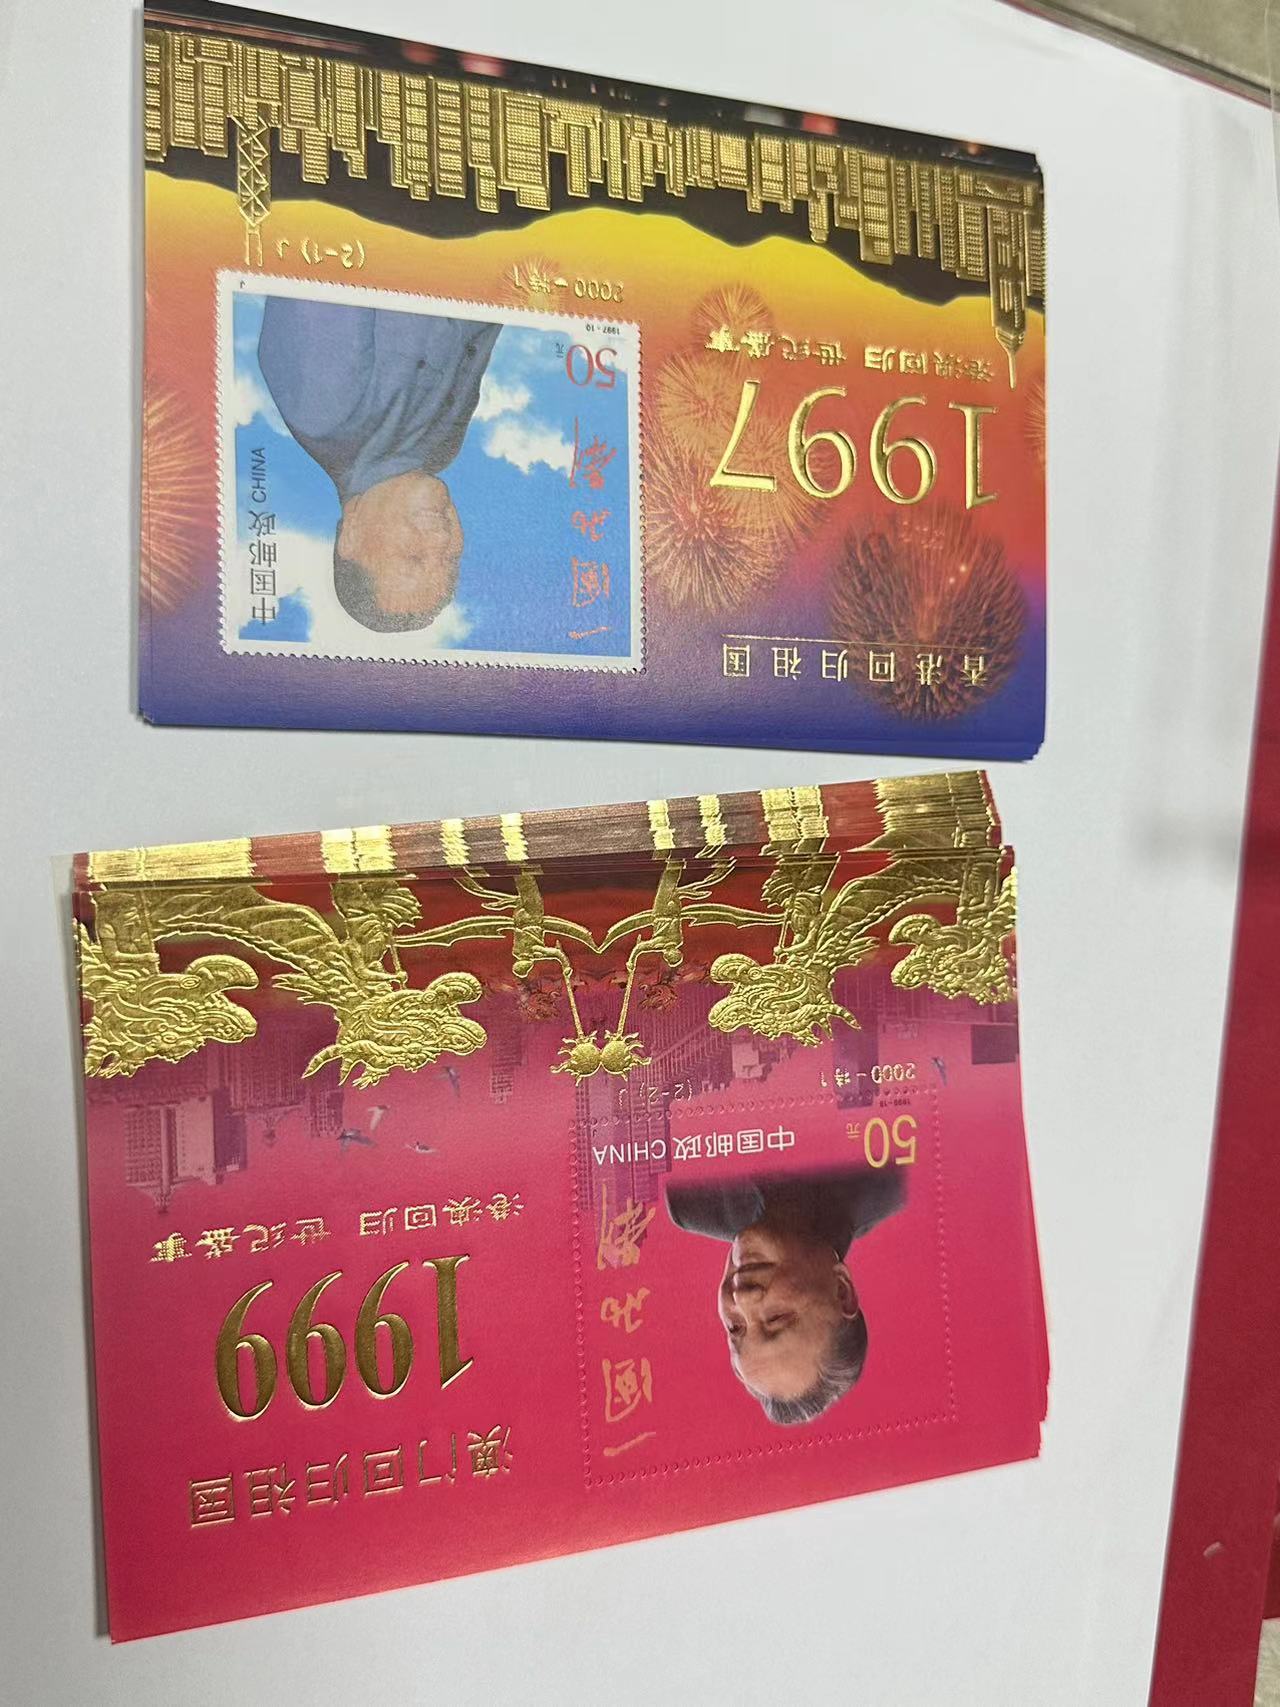 香港回归祖国
1997
港澳回归 世纪盛事
一国两制
50元
1997-10
J
中国邮政 CHINA
2000-特1
(2-1) J
澳门回归祖国
1999
港澳回归 世纪盛事
一国两制
50元
1999-18
J
中国邮政 CHINA
(2-2) J
2000-特1